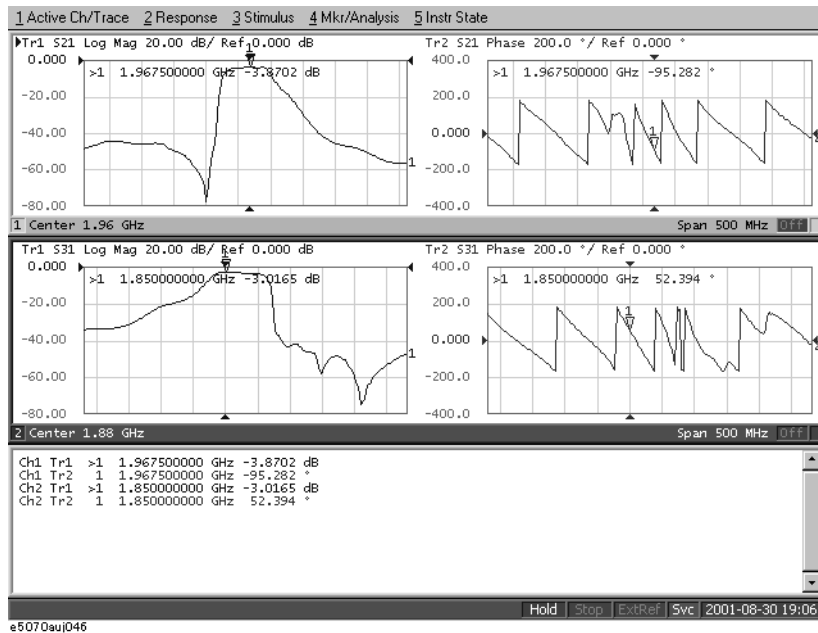 1 Active Ch/Trace 2 Response 3 Stimulus 4 Mkr/Analysis 5 Instr State
Tr1 S21 Log Mag 20.00 dB/ Ref 0.000 dB
0.000
>1 1.967500000 GHz -3.8702 dB
1
-20.00
-40.00
-60.00
1
-80.00
Tr2 S21 Phase 200.0 °/ Ref 0.000 °
400.0
>1 1.967500000 GHz -95.282 °
200.0
0.000
1
-200.0
-400.0
1 Center 1.96 GHz Span 500 MHz Off
Tr1 S31 Log Mag 20.00 dB/ Ref 0.000 dB
0.000
>1 1.850000000 GHz -3.0165 dB
-20.00
-40.00
1
-60.00
-80.00
Tr2 S31 Phase 200.0 °/ Ref 0.000 °
400.0
>1 1.850000000 GHz 52.394 °
200.0
1
0.000
-200.0
-400.0
2 Center 1.88 GHz Span 500 MHz Off
Ch1 Tr1 >1 1.967500000 GHz -3.8702 dB
Ch1 Tr2 1 1.967500000 GHz -95.282 °
Ch2 Tr1 >1 1.850000000 GHz -3.0165 dB
Ch2 Tr2 1 1.850000000 GHz 52.394 °
Hold Stop ExtRef Svc 2001-08-30 19:06
e5070auj046